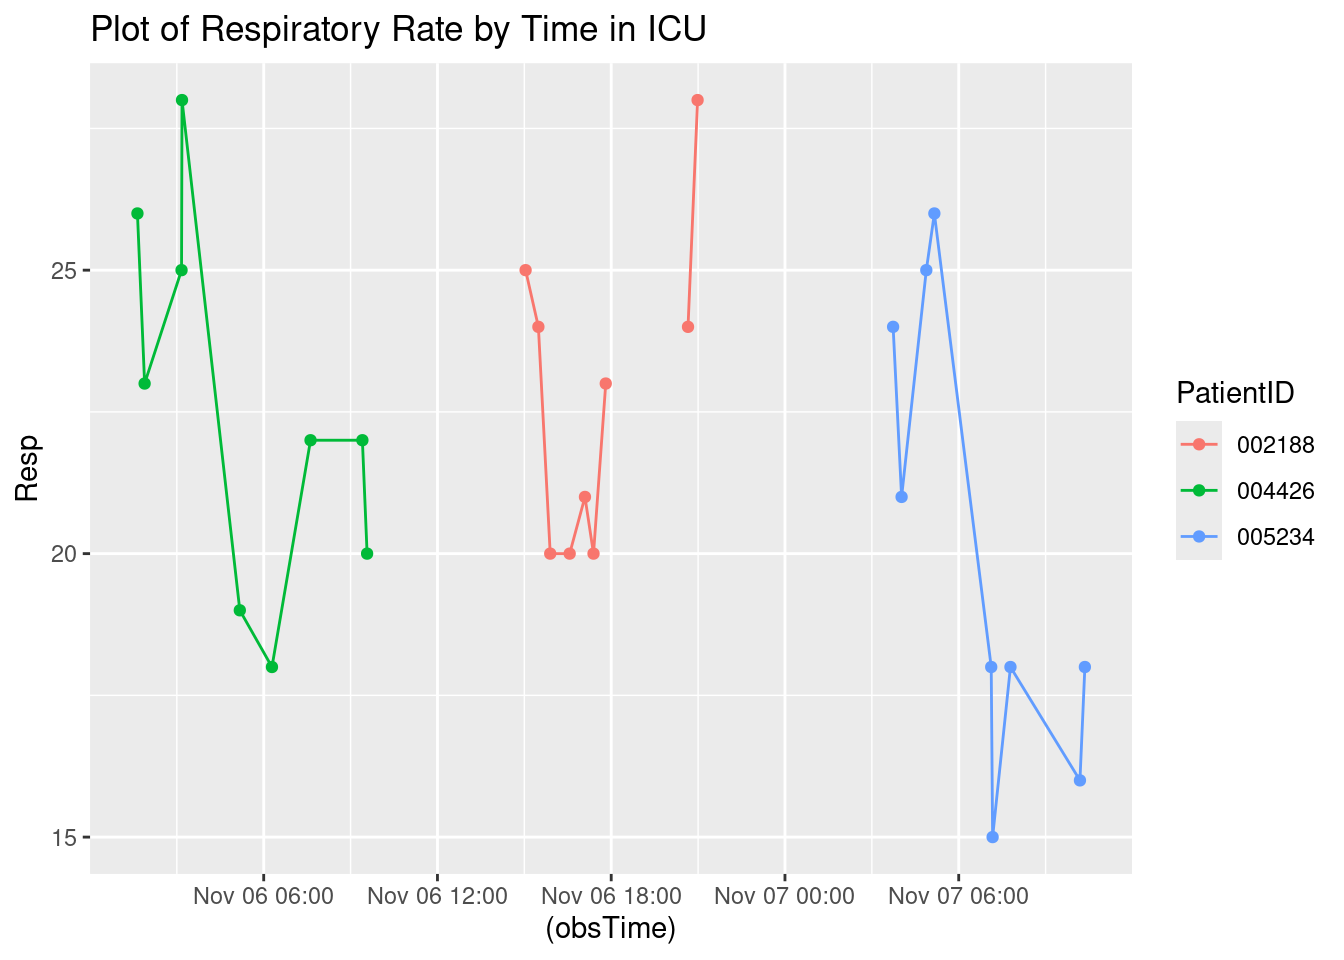 Plot of Respiratory Rate by Time in ICU
Resp
25
20
15
Nov 06 06:00 Nov 06 12:00 Nov 06 18:00 Nov 07 00:00 Nov 07 06:00
(obsTime)
PatientID
002188
004426
005234